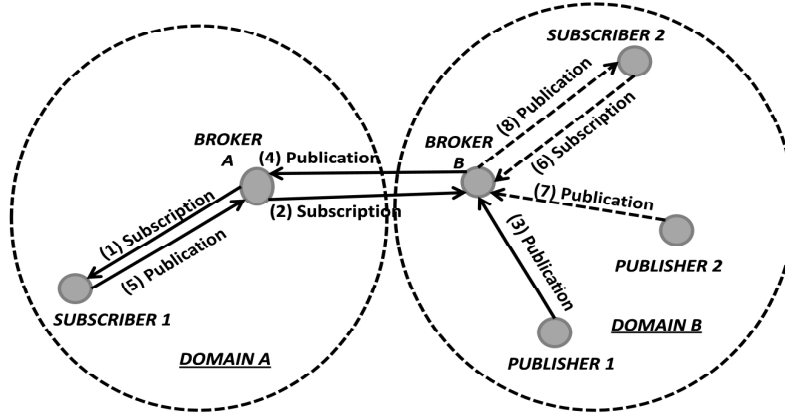 SUBSCRIBER 2
BROKER
A
BROKER
B
(8) Publication
(6) Subscription
(4) Publication
(2) Subscription
(7) Publication
(1) Subscription
(5) Publication
(3) Publication
SUBSCRIBER 1
PUBLISHER 2
DOMAIN A
DOMAIN B
PUBLISHER 1